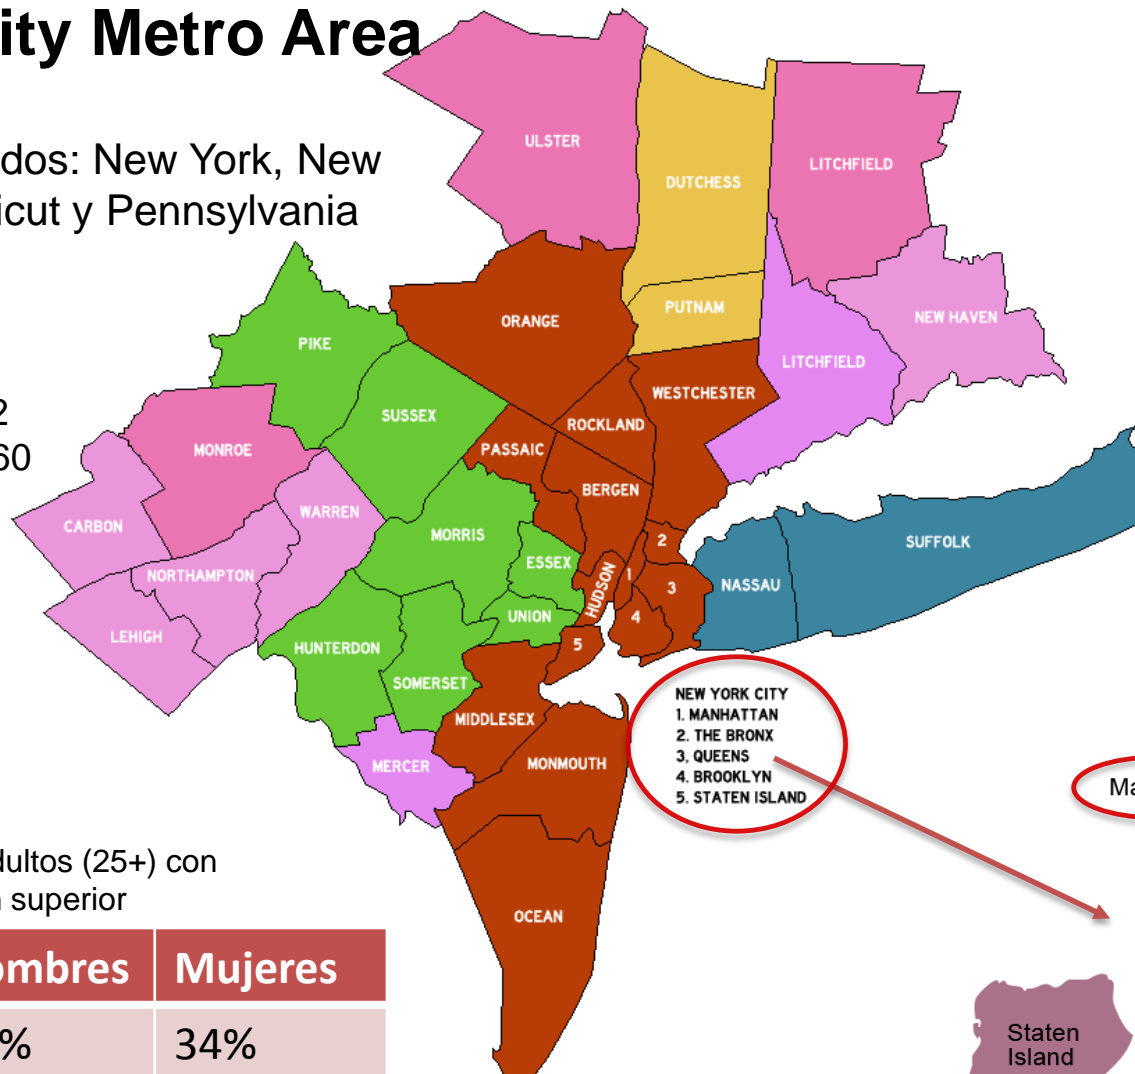 ity Metro Area
dos: New York, New
icut y Pennsylvania
2
60
ULSTER
DUTCHESS
LITCHFIELD
PUTNAM
ORANGE
NEW HAVEN
PIKE
LITCHFIELD
WESTCHESTER
SUSSEX
ROCKLAND
PASSAIC
MONROE
BERGEN
WARREN
CARBON
MORRIS
2
SUFFOLK
ESSEX
NORTHAMPTON
HUDSON
1
3
NASSAU
UNION
4
LEHIGH
HUNTERDON
5
SOMERSET
MIDDLESEX
MERCER
MONMOUTH
OCEAN
NEW YORK CITY
1. MANHATTAN
2. THE BRONX
3, QUEENS
4. BROOKLYN
5. STATEN ISLAND
Ma
dultos (25+) con
n superior
ombres Mujeres
% 34%
Staten
Island